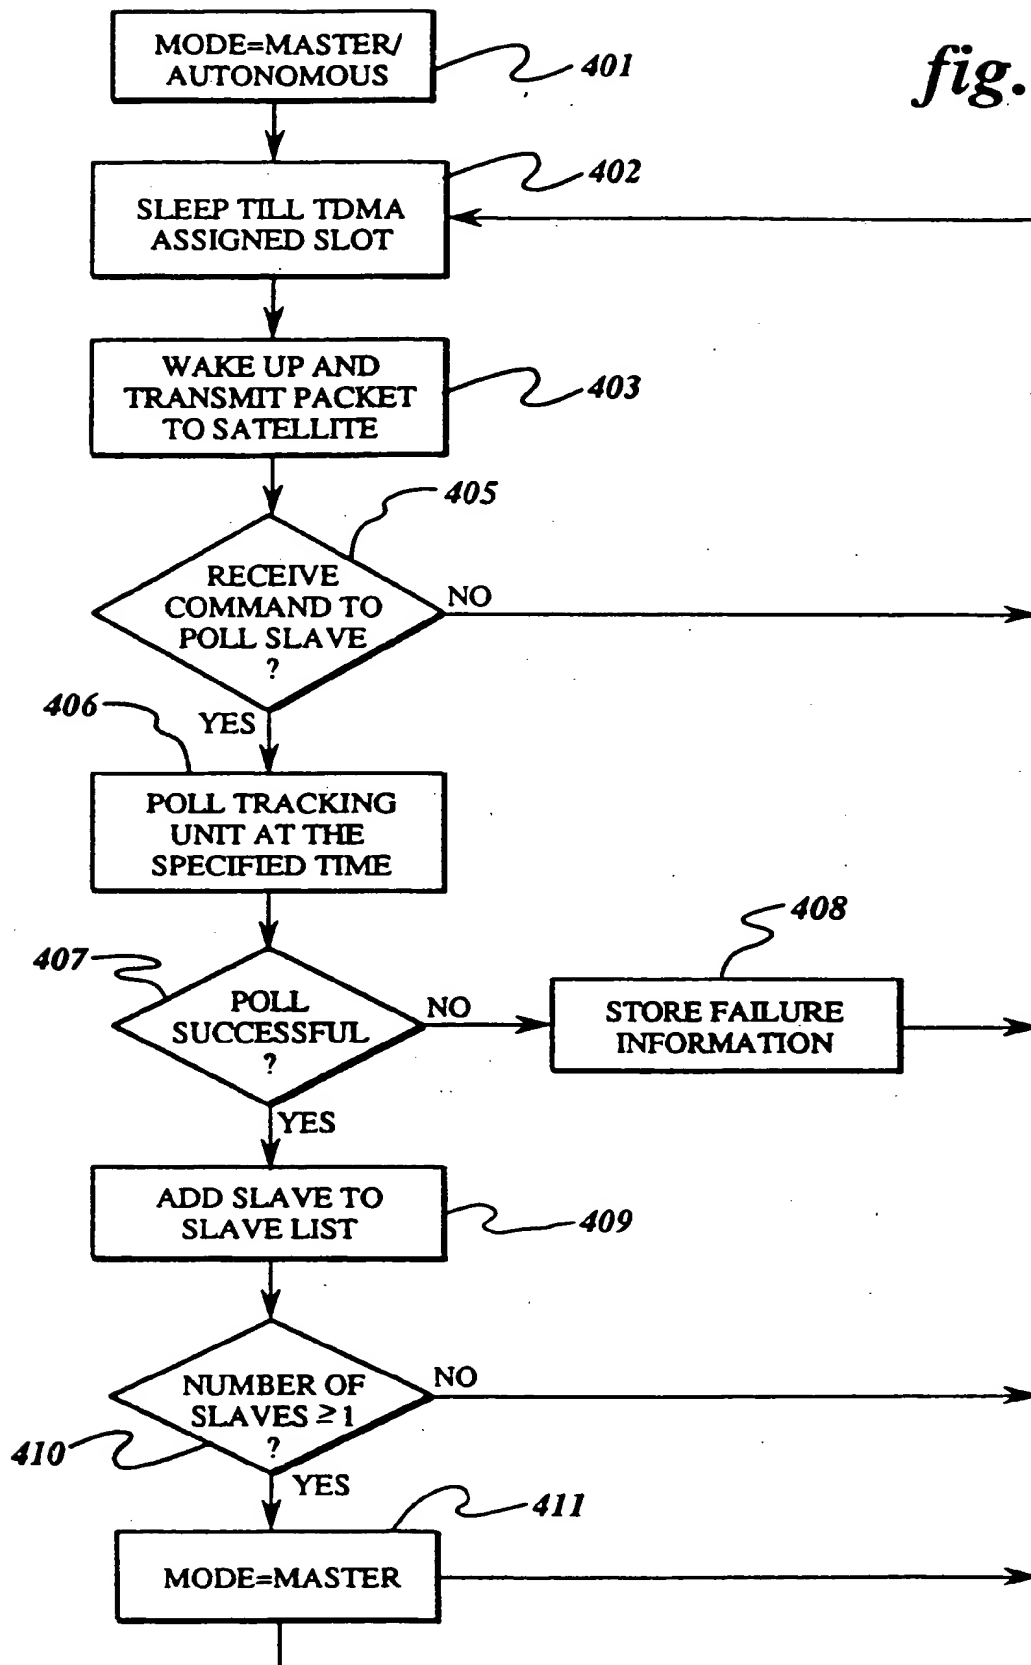 MODE=MASTER/
AUTONOMOUS
401
fig.
402
SLEEP TILL TDMA
ASSIGNED SLOT
WAKE UP AND
TRANSMIT PACKET
TO SATELLITE
403
405
RECEIVE
COMMAND TO
POLL SLAVE
?
NO
YES
406
POLL TRACKING
UNIT AT THE
SPECIFIED TIME
407
POLL
SUCCESSFUL
?
NO
408
STORE FAILURE
INFORMATION
YES
ADD SLAVE TO
SLAVE LIST
409
NUMBER OF
SLAVES ≥ 1
?
NO
410
YES
411
MODE=MASTER